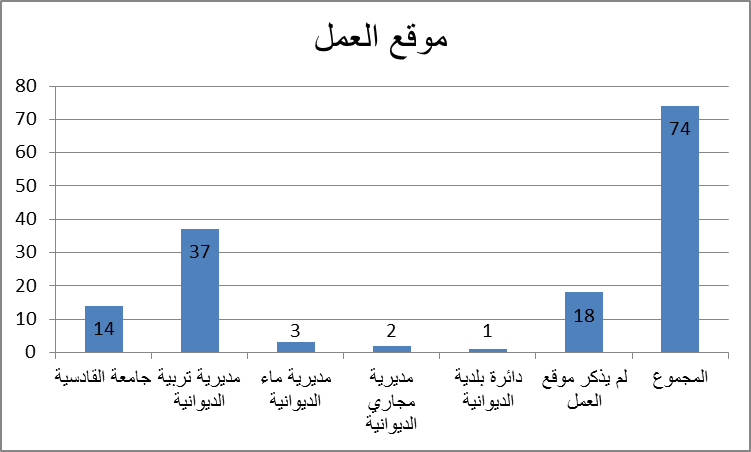 موقع العمل
80
70
60
50
40
30
20
10
0
14
37
3
2
1
18
74
جامعة القادسية
مديرية تربية
الديوانية
مديرية ماء
الديوانية
مديرية
مجاري
الديوانية
دائرة بلدية
الديوانية
لم يذكر موقع
العمل
المجموع